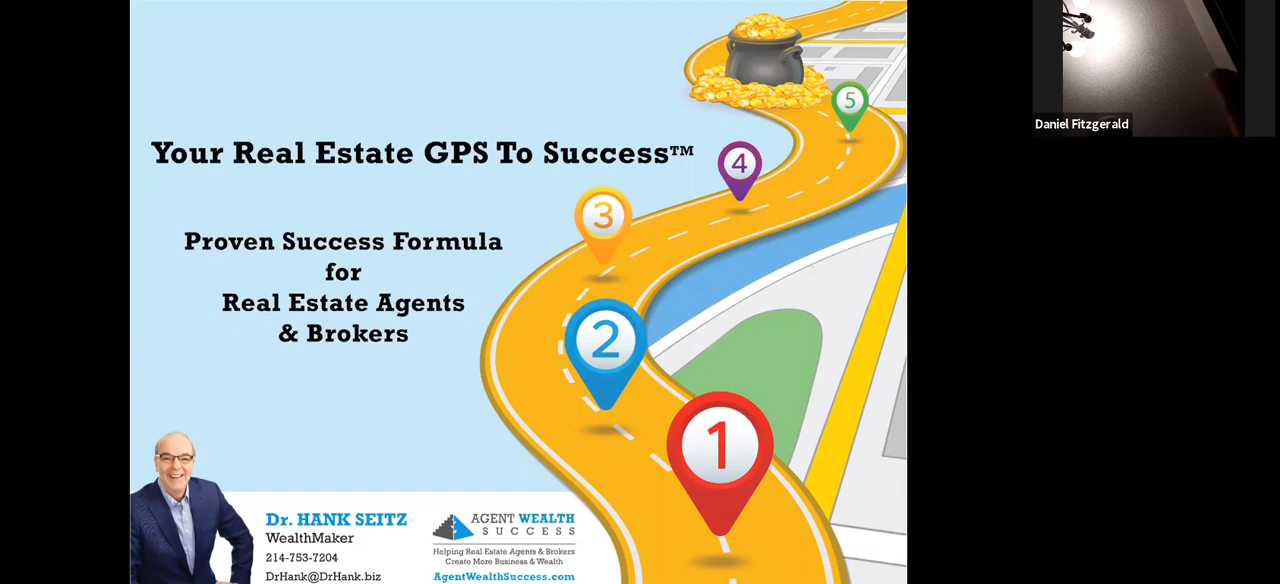 Your Real Estate GPS To Success™
Proven Success Formula
for
Real Estate Agents
& Brokers
5
4
3
2
1
Dr. HANK SEITZ
WealthMaker
214-753-7204
DrHank@DrHank.biz
AGENT WEALTH
SUCCESS
Helping Real Estate Agents & Brokers
Create More Business & Wealth
AgentWealthSuccess.com
Daniel Fitzgerald